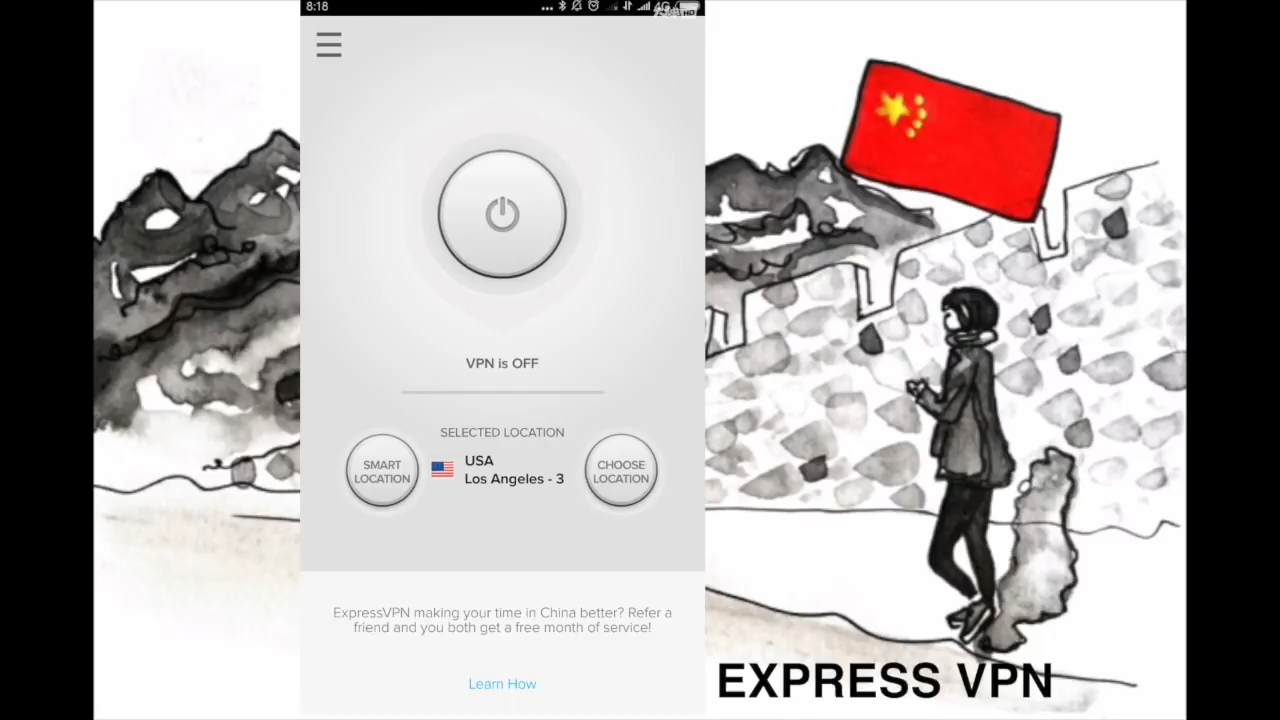 8:18
4G
VPN is OFF
SELECTED LOCATION
SMART
LOCATION
USA
Los Angeles - 3
CHOOSE
LOCATION
ExpressVPN making your time in China better? Refer a
friend and you both get a free month of service!
Learn How
EXPRESS VPN